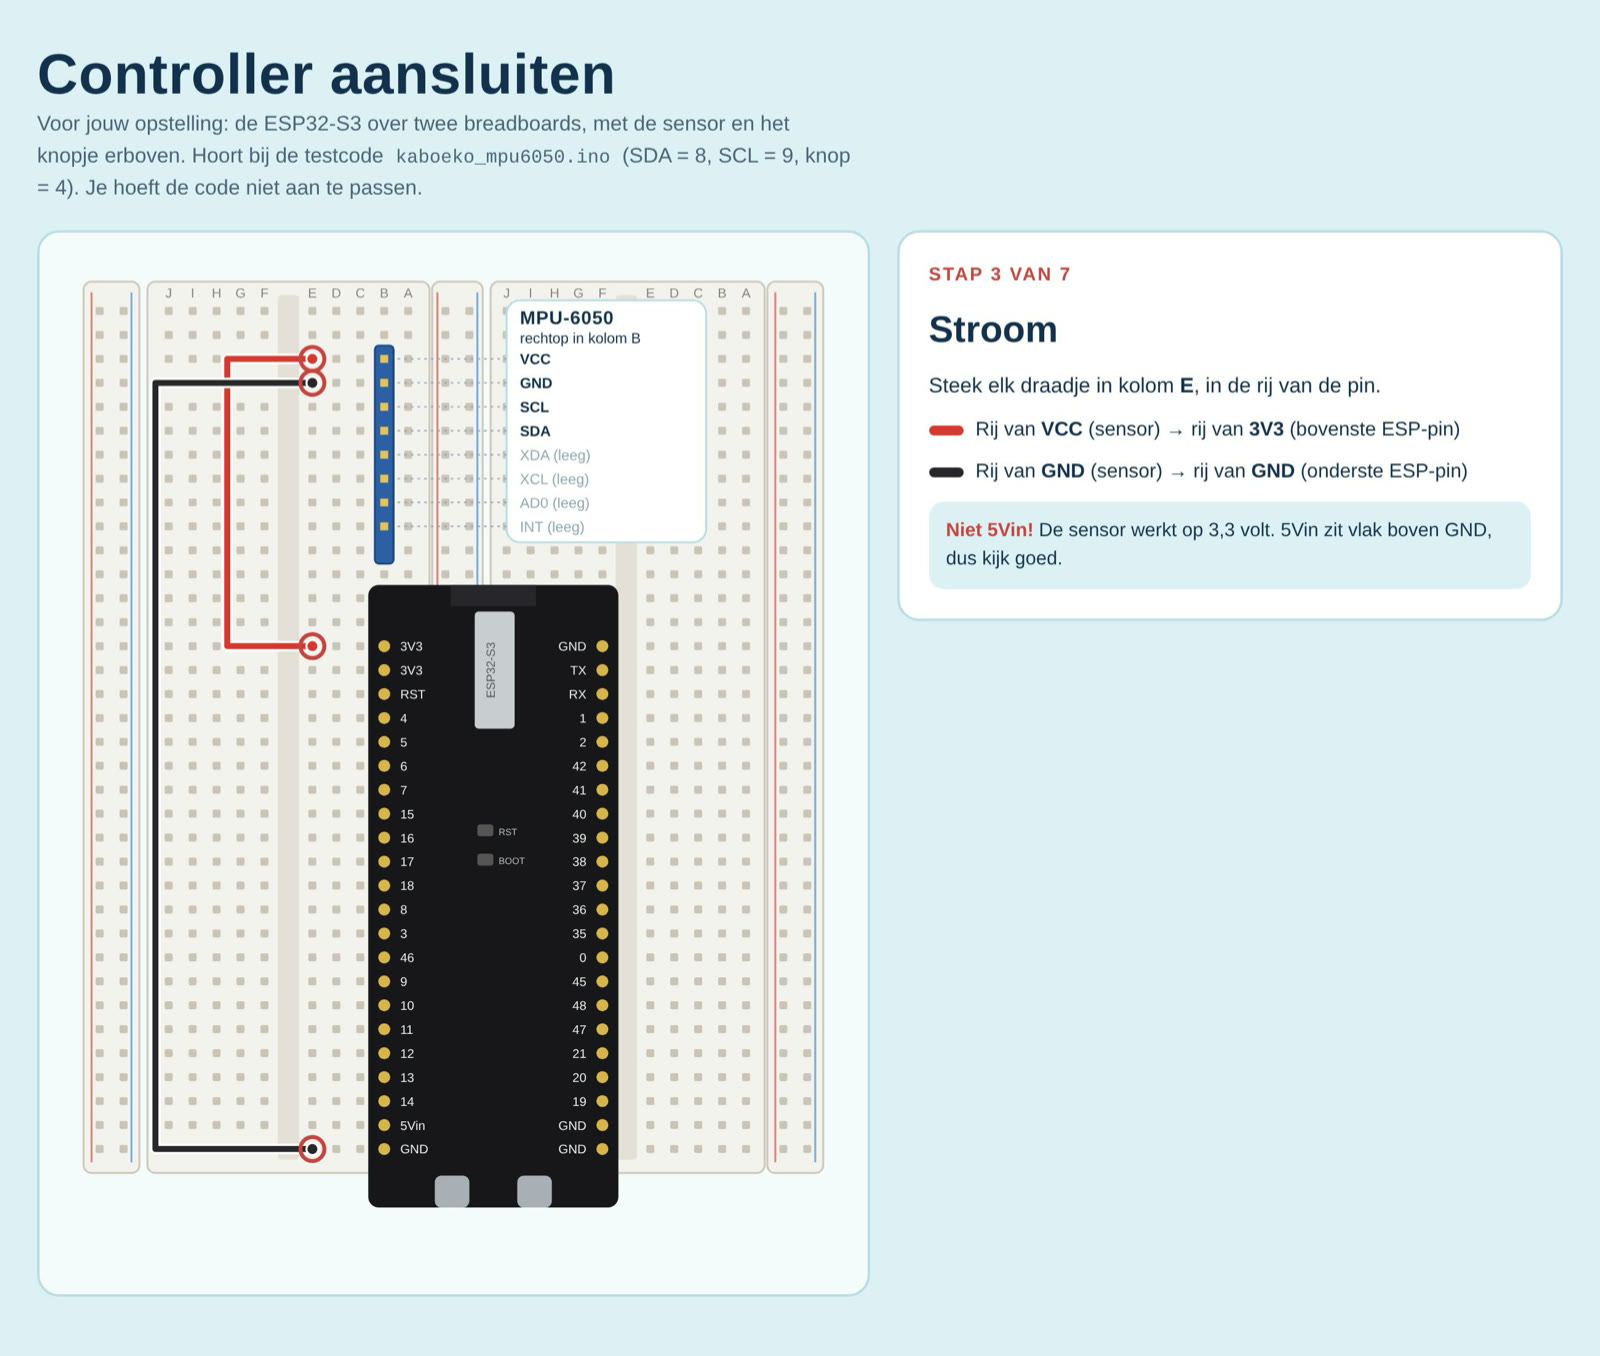 Controller aansluiten
Voor jouw opstelling: de ESP32-S3 over twee breadboards, met de sensor en het
knopje erboven. Hoort bij de testcode kaboeko_mpu6050.ino (SDA = 8, SCL = 9, knop
= 4). Je hoeft de code niet aan te passen.
J I H G F E D C B A J I H G F E D C B A
MPU-6050
rechtop in kolom B
VCC
GND
SCL
SDA
XDA (leeg)
XCL (leeg)
AD0 (leeg)
INT (leeg)
ESP32-S3
3V3 GND
3V3 TX
RST RX
4 1
5 2
6 42
7 41
15 40
RST
16 39
17 38
BOOT
18 37
8 36
3 35
46 0
9 45
10 48
11 47
12 21
13 20
14 19
5Vin GND
GND GND
STAP 3 VAN 7
Stroom
Steek elk draadje in kolom E, in de rij van de pin.
Rij van VCC (sensor) → rij van 3V3 (bovenste ESP-pin)
Rij van GND (sensor) → rij van GND (onderste ESP-pin)
Niet 5Vin! De sensor werkt op 3,3 volt. 5Vin zit vlak boven GND,
dus kijk goed.